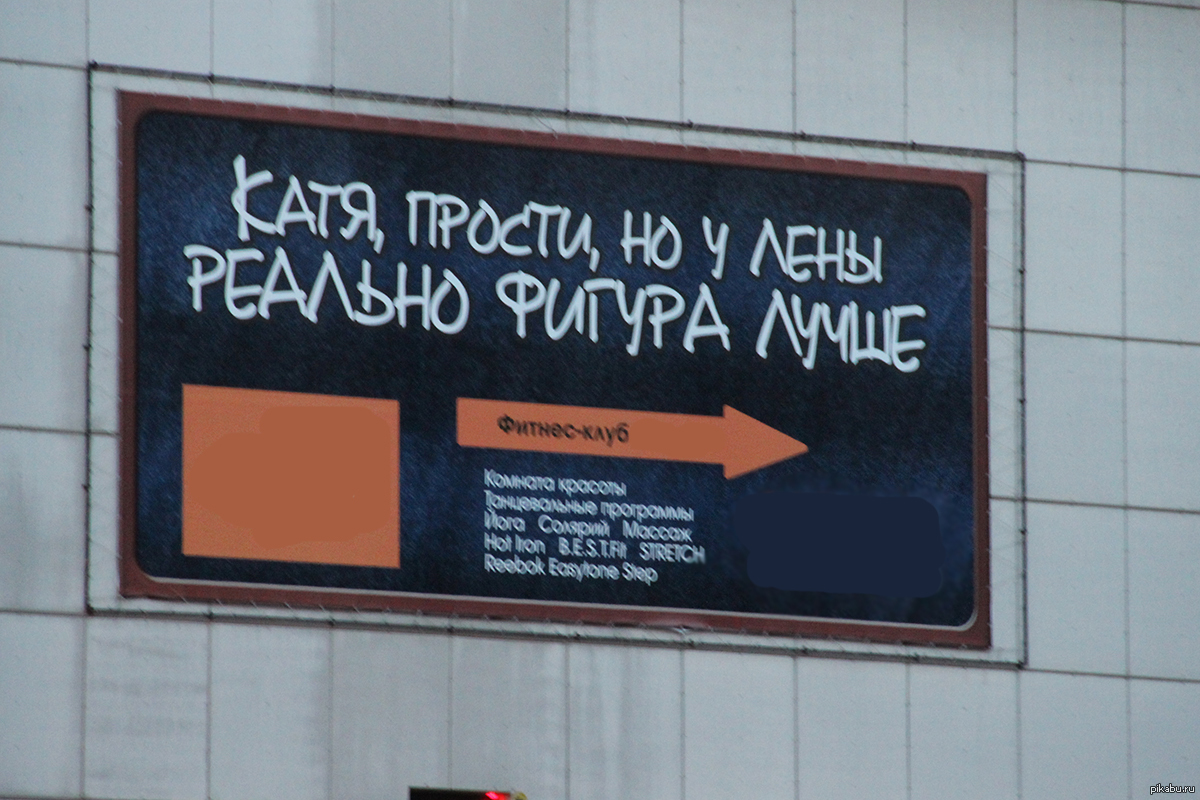 Катя, прости, но у Лены
реально фигура лучше
Фитнес-клуб
Комната красоты
Танцевальные программы
Йога Солярий Массаж
Hot Iron B.E.S.T.Fit STRETCH
Reebok Easytone Step
pikabu.ru